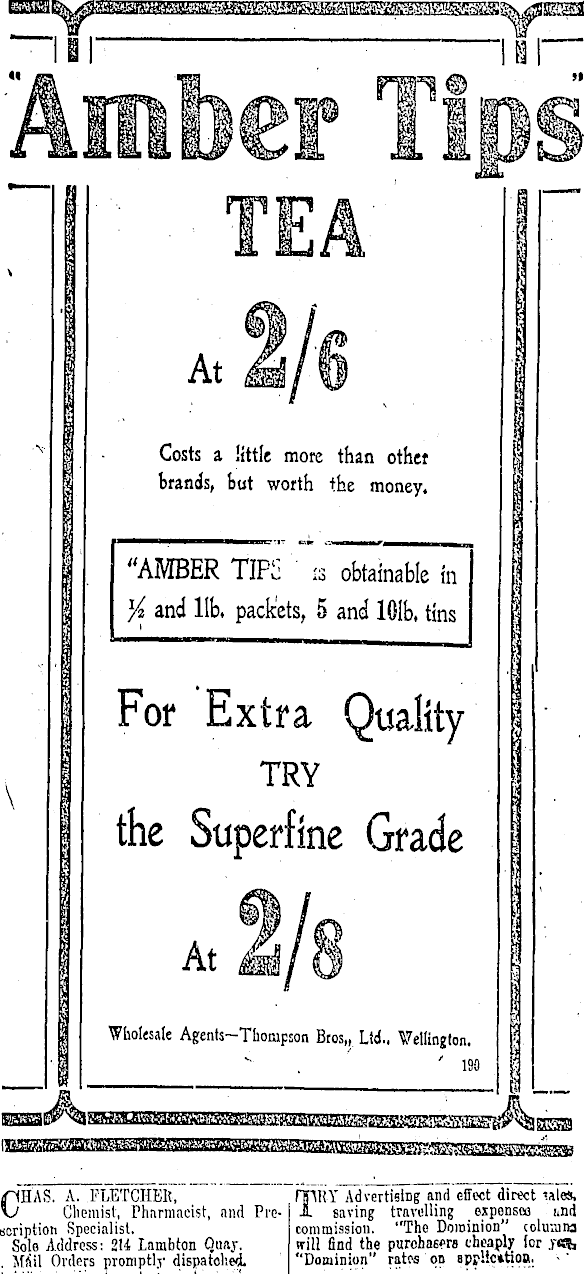 "Amber Tips"
TEA
At 2/6
Costs a little more than other
brands, but worth the money.
"AMBER TIPS is obtainable in
½ and 1lb. packets, 5 and 10lb. tins
For Extra Quality
TRY
the Superfine Grade
At 2/8
Wholesale Agents—Thompson Bros., Ltd., Wellington.
190
CHAS. A. FLETCHER,
Chemist, Pharmacist, and Pre-
scription Specialist.
Sole Address: 214 Lambton Quay.
Mail Orders promptly dispatched.
TRY Advertising and effect direct sales,
saving travelling expenses and
commission. "The Dominion" columns
will find the purchasers cheaply for you.
"Dominion" rates on application.